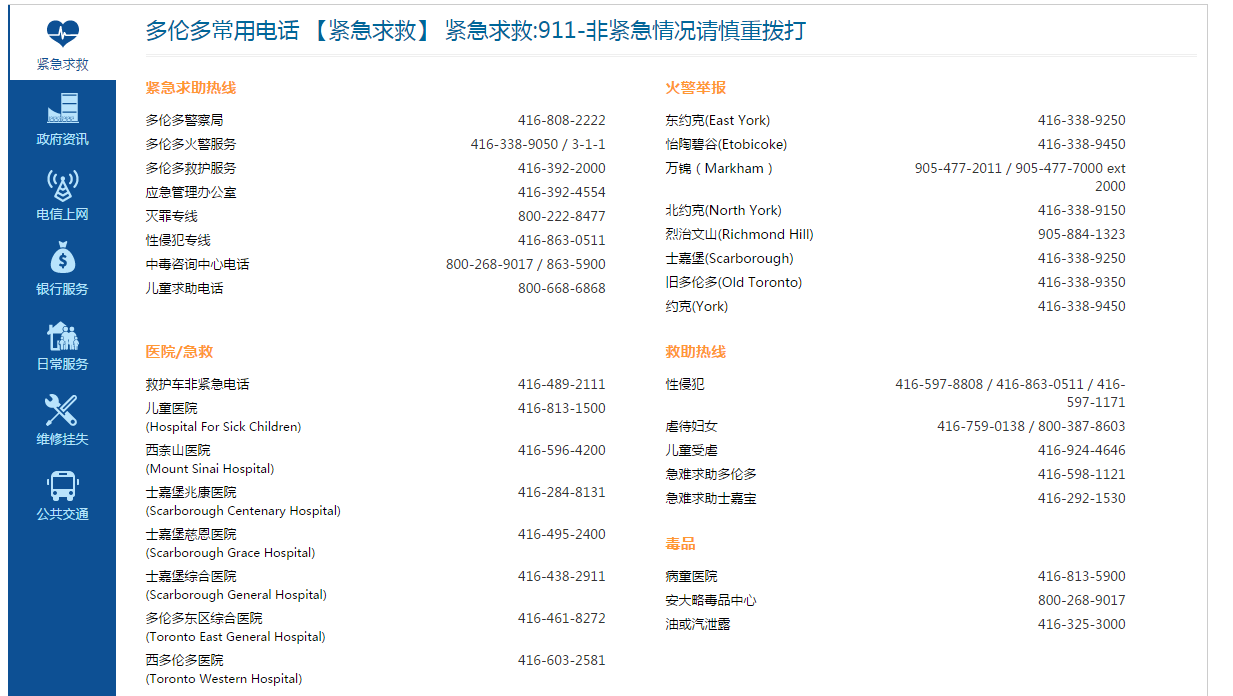 紧急求救
政府资讯
电信上网
银行服务
日常服务
维修挂失
公共交通
多伦多常用电话 【紧急求救】 紧急求救:911-非紧急情况请慎重拨打
紧急求助热线
多伦多警察局 416-808-2222
多伦多火警服务 416-338-9050 / 3-1-1
多伦多救护服务 416-392-2000
应急管理办公室 416-392-4554
灭罪专线 800-222-8477
性侵犯专线 416-863-0511
中毒咨询中心电话 800-268-9017 / 863-5900
儿童求助电话 800-668-6868
火警举报
东约克(East York) 416-338-9250
怡陶碧谷(Etobicoke) 416-338-9450
万锦（Markham） 905-477-2011 / 905-477-7000 ext
2000
北约克(North York) 416-338-9150
烈治文山(Richmond Hill) 905-884-1323
士嘉堡(Scarborough) 416-338-9250
旧多伦多(Old Toronto) 416-338-9350
约克(York) 416-338-9450
医院/急救
救护车非紧急电话 416-489-2111
儿童医院 416-813-1500
(Hospital For Sick Children)
西奈山医院 416-596-4200
(Mount Sinai Hospital)
士嘉堡兆康医院 416-284-8131
(Scarborough Centenary Hospital)
士嘉堡慈恩医院 416-495-2400
(Scarborough Grace Hospital)
士嘉堡综合医院 416-438-2911
(Scarborough General Hospital)
多伦多东区综合医院 416-461-8272
(Toronto East General Hospital)
西多伦多医院 416-603-2581
(Toronto Western Hospital)
救助热线
性侵犯 416-597-8808 / 416-863-0511 / 416-
597-1171
虐待妇女 416-759-0138 / 800-387-8603
儿童受虐 416-924-4646
急难求助多伦多 416-598-1121
急难求助士嘉宝 416-292-1530
毒品
病童医院 416-813-5900
安大略毒品中心 800-268-9017
油或汽泄露 416-325-3000